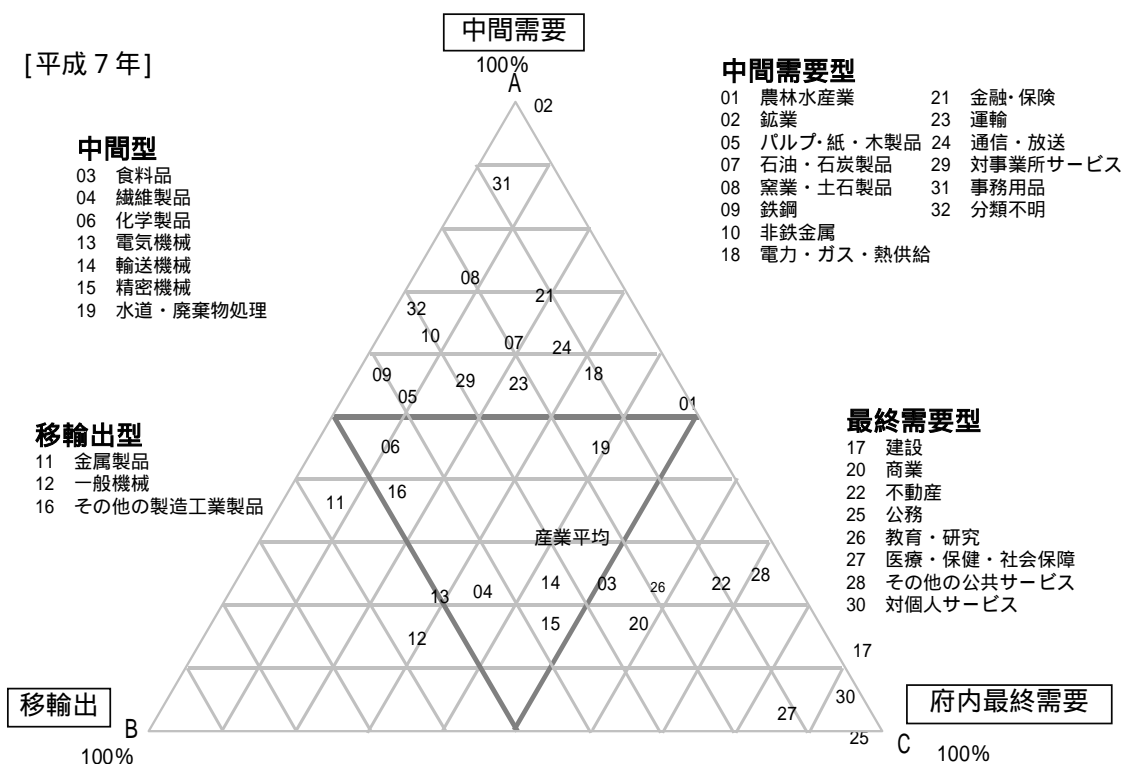 [平成７年]
中間需要
100%
A
中間型
03 食料品
04 繊維製品
06 化学製品
13 電気機械
14 輸送機械
15 精密機械
19 水道・廃棄物処理
中間需要型
01 農林水産業
02 鉱業
05 パルプ・紙・木製品
07 石油・石炭製品
08 窯業・土石製品
09 鉄鋼
10 非鉄金属
18 電力・ガス・熱供給
21 金融・保険
23 運輸
24 通信・放送
29 対事業所サービス
31 事務用品
32 分類不明
移輸出型
11 金属製品
12 一般機械
16 その他の製造工業製品
最終需要型
17 建設
20 商業
22 不動産
25 公務
26 教育・研究
27 医療・保健・社会保障
28 その他の公共サービス
30 対個人サービス
02
31
08
21
32
10
07
24
09
29
23
18
05
01
06
19
16
11
産業平均
13
04
14
03
26
22
28
12
15
20
17
30
27
25
移輸出
B
100%
府内最終需要
C
100%